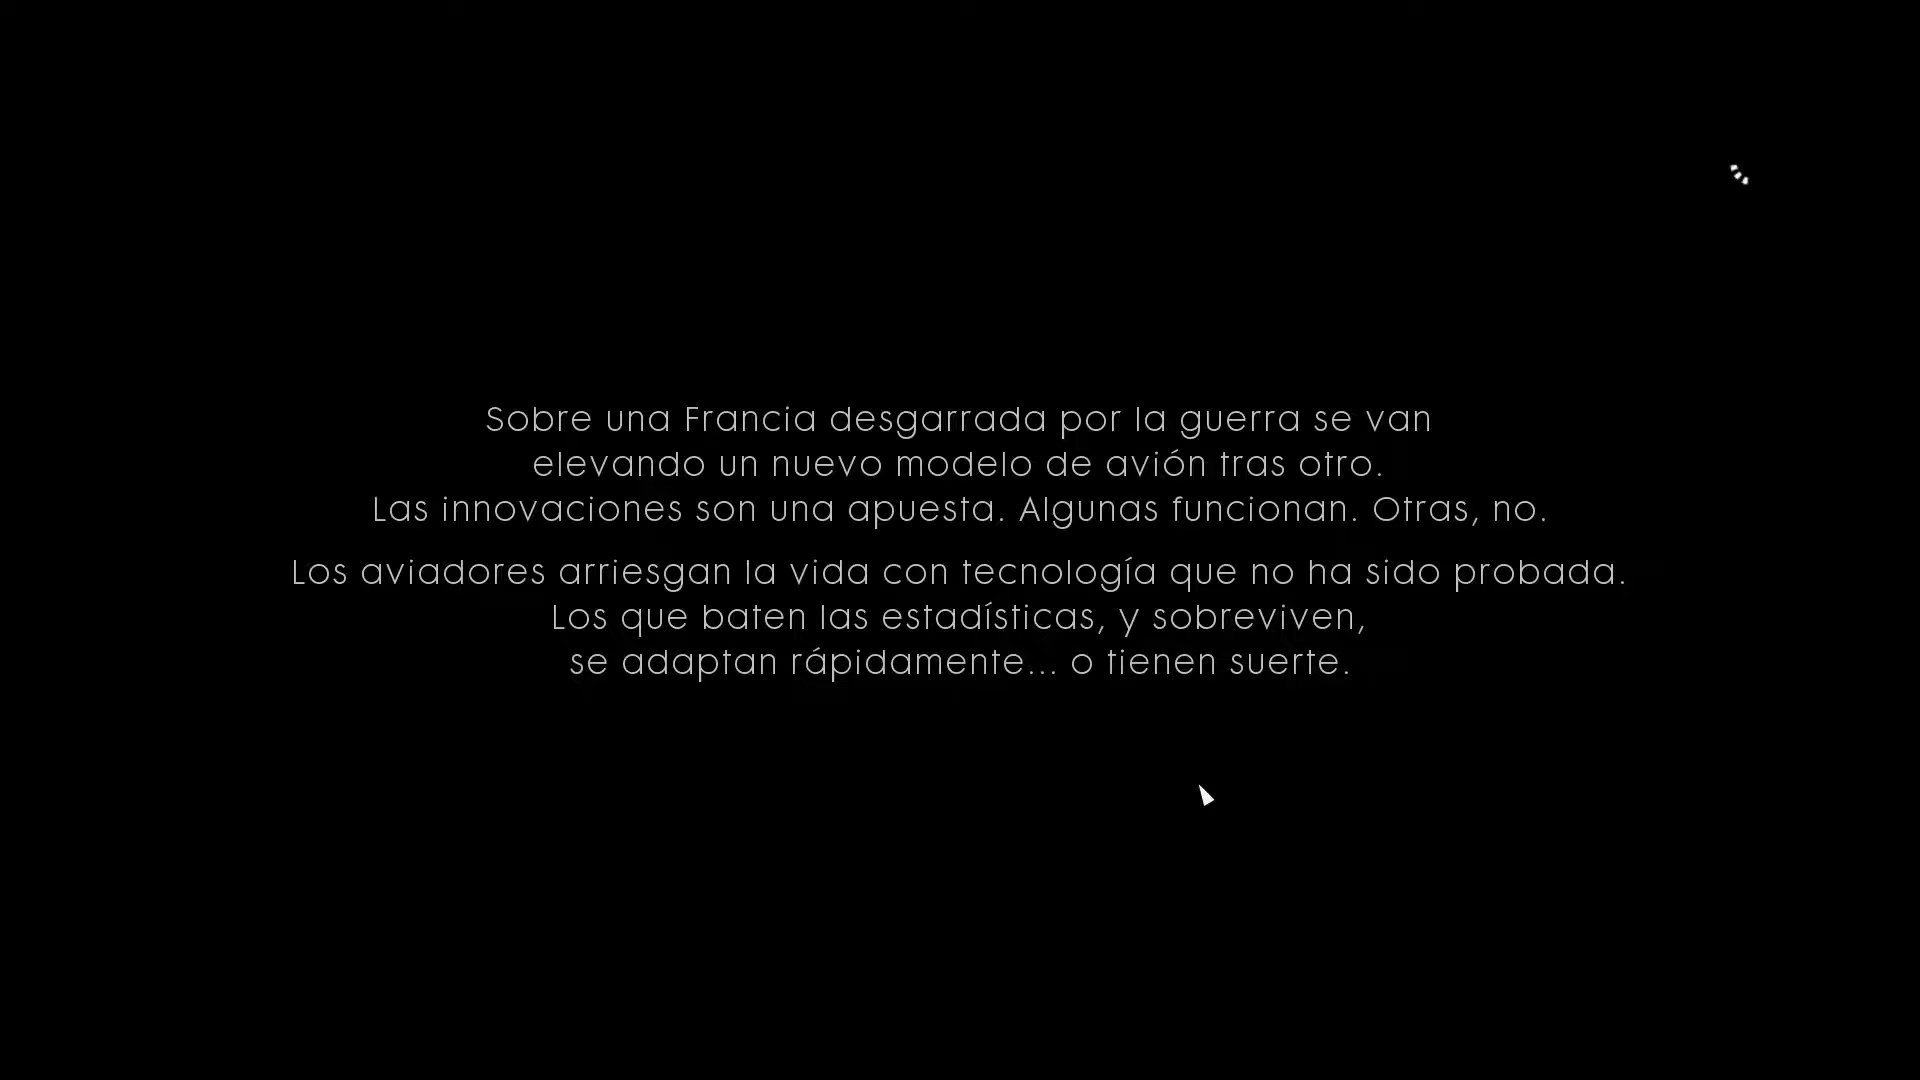 Sobre una Francia desgarrada por la guerra se van
elevando un nuevo modelo de avión tras otro.
Las innovaciones son una apuesta. Algunas funcionan. Otras, no.
Los aviadores arriesgan la vida con tecnología que no ha sido probada.
Los que baten las estadísticas, y sobreviven,
se adaptan rápidamente... o tienen suerte.